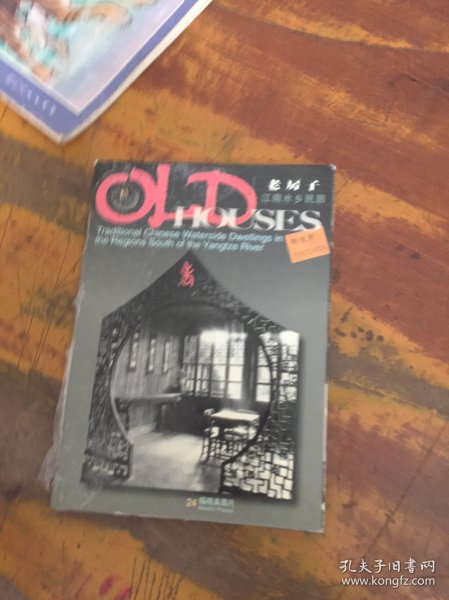 OLD
HOUSES
老房子
江南水乡民居
Traditional Chinese Waterside Dwellings in
the Regions South of the Yangtze River
24
孔夫子旧书网
www.kongfz.com